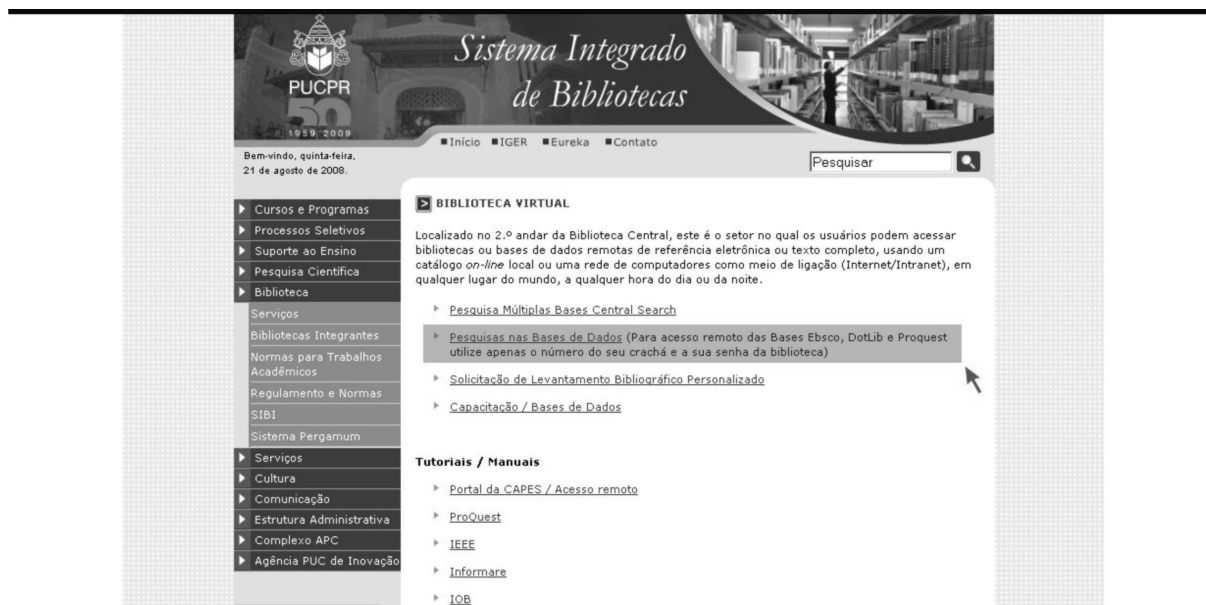 PUCPR
50
1959 2009
Sistema Integrado
de Bibliotecas
Início IGER Eureka Contato
Bem-vindo, quinta-feira,
21 de agosto de 2008.
Pesquisar
Cursos e Programas
Processos Seletivos
Suporte ao Ensino
Pesquisa Científica
Biblioteca
Serviços
Bibliotecas Integrantes
Normas para Trabalhos
Acadêmicos
Regulamento e Normas
SIBI
Sistema Pergamum
Serviços
Cultura
Comunicação
Estrutura Administrativa
Complexo APC
Agência PUC de Inovação
BIBLIOTECA VIRTUAL
Localizado no 2.º andar da Biblioteca Central, este é o setor no qual os usuários podem acessar
bibliotecas ou bases de dados remotas de referência eletrônica ou texto completo, usando um
catálogo on-line local ou uma rede de computadores como meio de ligação (Internet/Intranet), em
qualquer lugar do mundo, a qualquer hora do dia ou da noite.
Pesquisa Múltiplas Bases Central Search
Pesquisas nas Bases de Dados (Para acesso remoto das Bases Ebsco, DotLib e Proquest
utilize apenas o número do seu crachá e a sua senha da biblioteca)
Solicitação de Levantamento Bibliográfico Personalizado
Capacitação / Bases de Dados
Tutoriais / Manuais
Portal da CAPES / Acesso remoto
ProQuest
IEEE
Informare
IOB